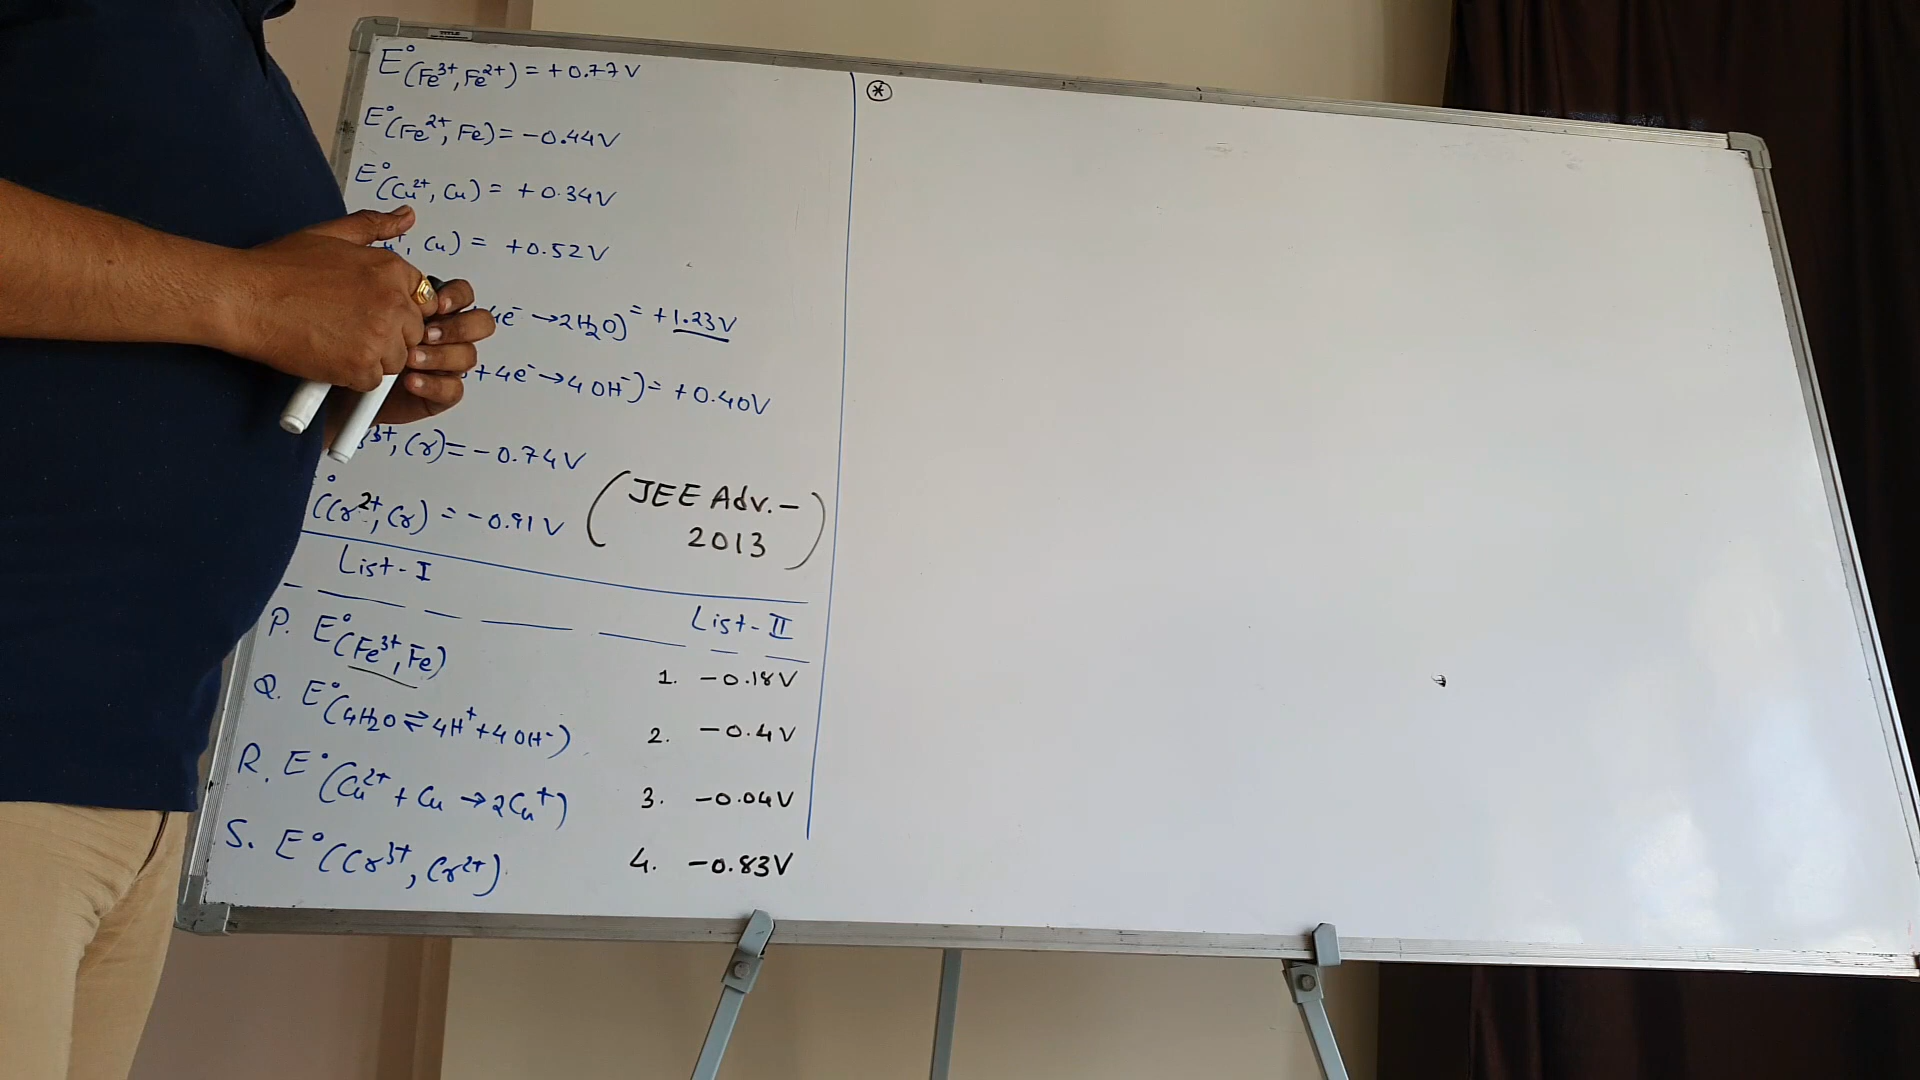 E°(Fe³⁺, Fe²⁺) = +0.77V
E°(Fe²⁺, Fe) = -0.44V
E°(Cu²⁺, Cu) = +0.34V
, Cu) = +0.52V
4e⁻ → 2H₂O) = +1.23V
+4e⁻ → 4OH⁻) = +0.40V
³⁺, Cr) = -0.74V
E°(Cr²⁺, Cr) = -0.91V
(JEE Adv.-
2013)
List-I
List-II
P. E°(Fe³⁺, Fe)
1. -0.18V
Q. E°(4H₂O ⇌ 4H⁺ + 4OH⁻)
2. -0.4V
R. E°(Cu²⁺ + Cu → 2Cu⁺)
3. -0.04V
S. E°(Cr³⁺, Cr²⁺)
4. -0.83V
*